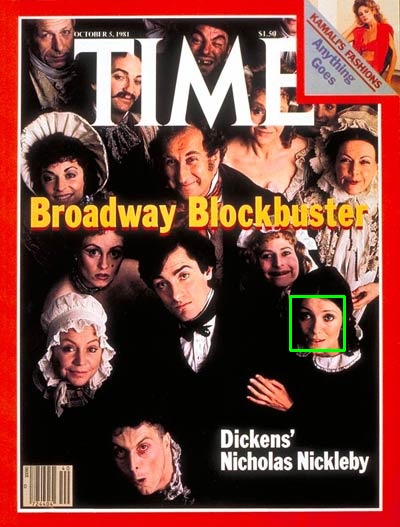 OCTOBER 5, 1981
$1.50
TIME
KAMALI'S FASHIONS
Anything
Goes
Broadway Blockbuster
Dickens'
Nicholas Nickleby